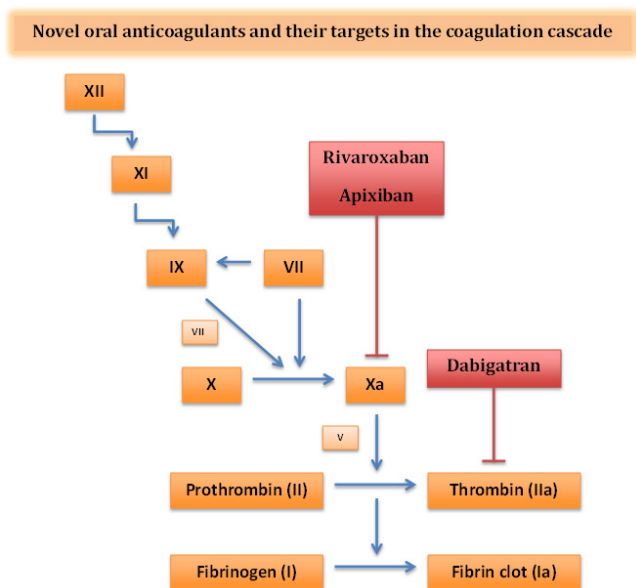 Novel oral anticoagulants and their targets in the coagulation cascade
XII
XI
Rivaroxaban
Apixiban
IX
VII
VII
X
Xa
Dabigatran
V
Prothrombin (II)
Thrombin (IIa)
Fibrinogen (I)
Fibrin clot (Ia)